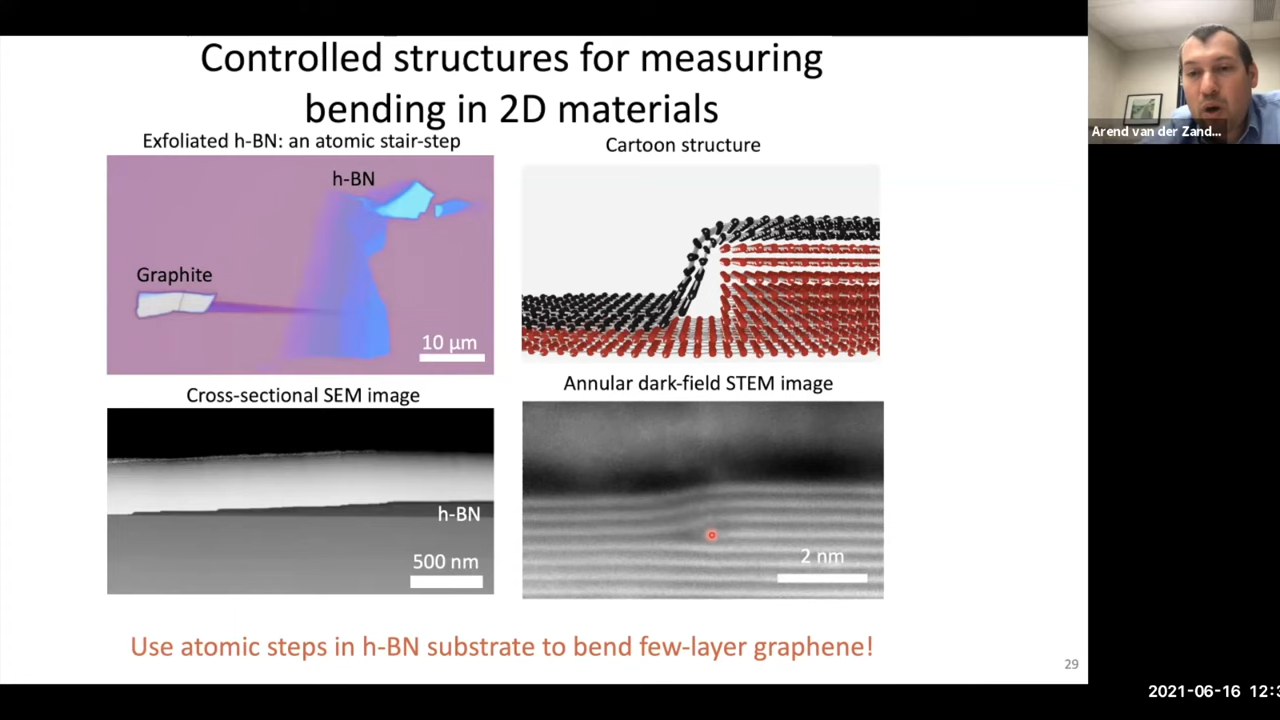 Controlled structures for measuring
bending in 2D materials
Exfoliated h-BN: an atomic stair-step
h-BN
Graphite
10 µm
Cartoon structure
Cross-sectional SEM image
h-BN
500 nm
Annular dark-field STEM image
2 nm
Use atomic steps in h-BN substrate to bend few-layer graphene!
29
Arend van der Zand...
2021-06-16 12:3